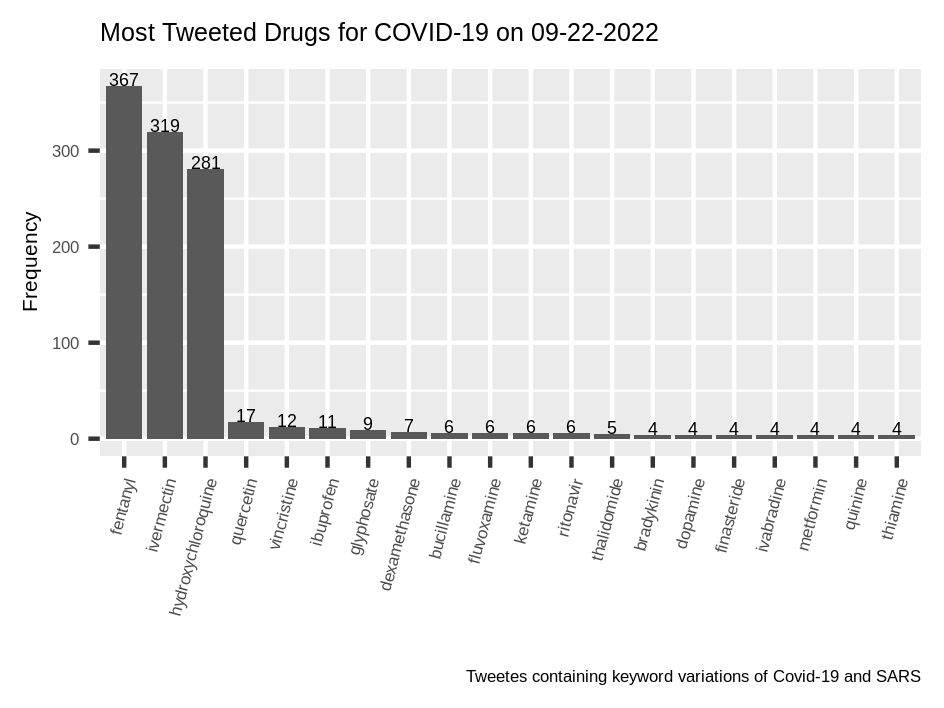 Most Tweeted Drugs for COVID-19 on 09-22-2022
Frequency
300
200
100
0
367
319
281
17
12
11
9
7
6
6
6
6
5
4
4
4
4
4
4
4
fentanyl
ivermectin
hydroxychloroquine
quercetin
vincristine
ibuprofen
glyphosate
dexamethasone
bucillamine
fluvoxamine
ketamine
ritonavir
thalidomide
bradykinin
dopamine
finasteride
ivabradine
metformin
quinine
thiamine
Tweetes containing keyword variations of Covid-19 and SARS